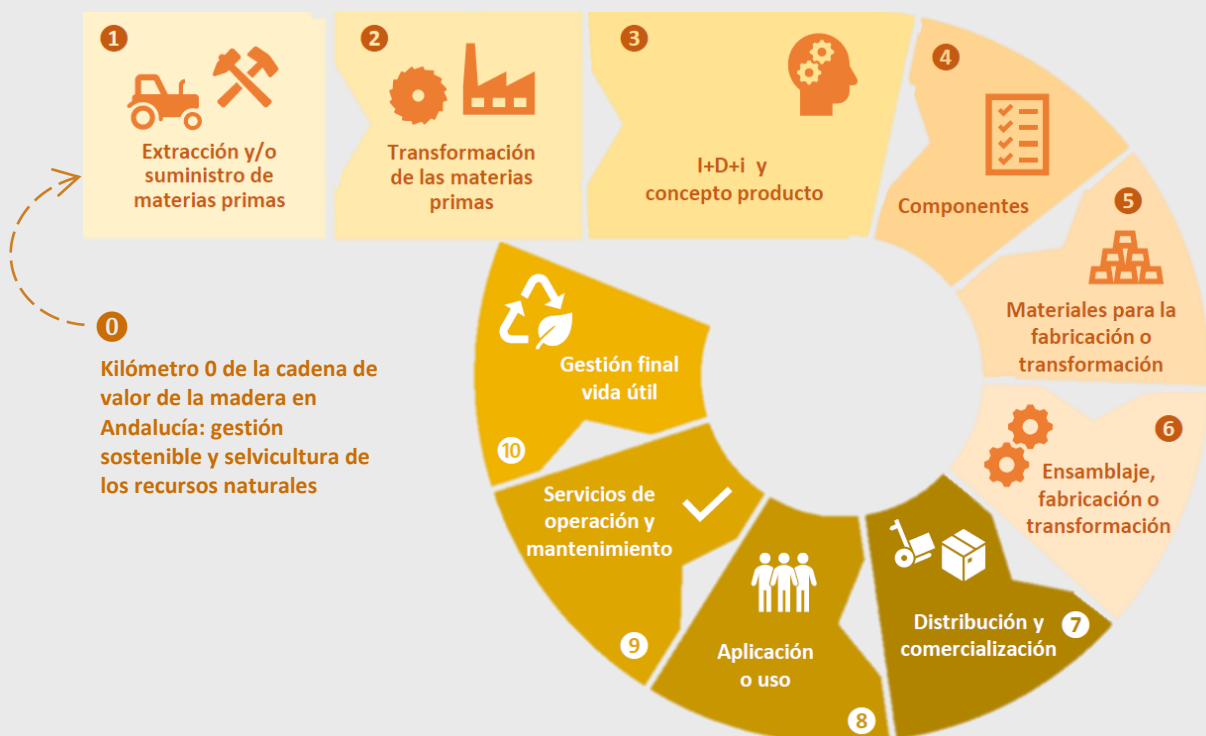 1
Extracción y/o
suministro de
materias primas
2
Transformación
de las materias
primas
3
I+D+i y
concepto producto
4
Componentes
5
Materiales para la
fabricación o
transformación
6
Ensamblaje,
fabricación o
transformación
7
Distribución y
comercialización
8
Aplicación
o uso
9
Servicios de
operación y
mantenimiento
10
Gestión final
vida útil
0
Kilómetro 0 de la cadena de
valor de la madera en
Andalucía: gestión
sostenible y selvicultura de
los recursos naturales